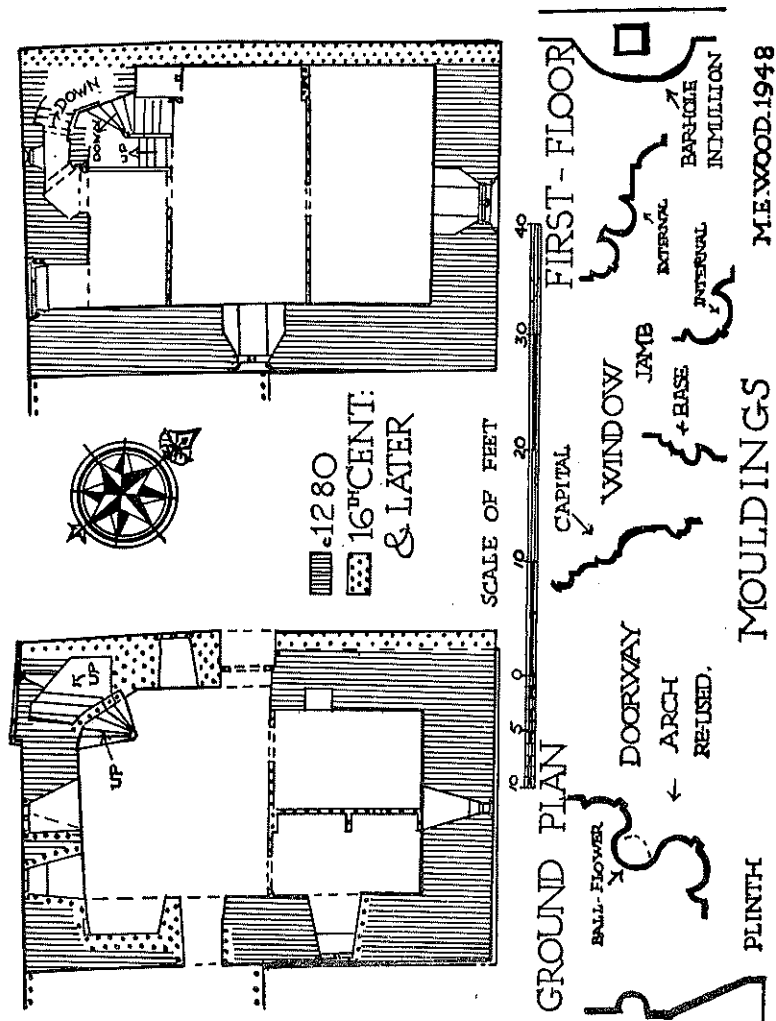 DOWN
DOWN
UP
c.1280
16TH CENT:
& LATER
UP
UP
SCALE OF FEET
10 5 0 10 20 30 40
GROUND PLAN
FIRST-FLOOR
BALL-FLOWER
DOORWAY
← ARCH
RE-USED.
PLINTH
CAPITAL
WINDOW
JAMB
← BASE
EXTERNAL
INTERNAL
BARHOLE
IN MULLION
MOULDINGS
M.E.WOOD.1948